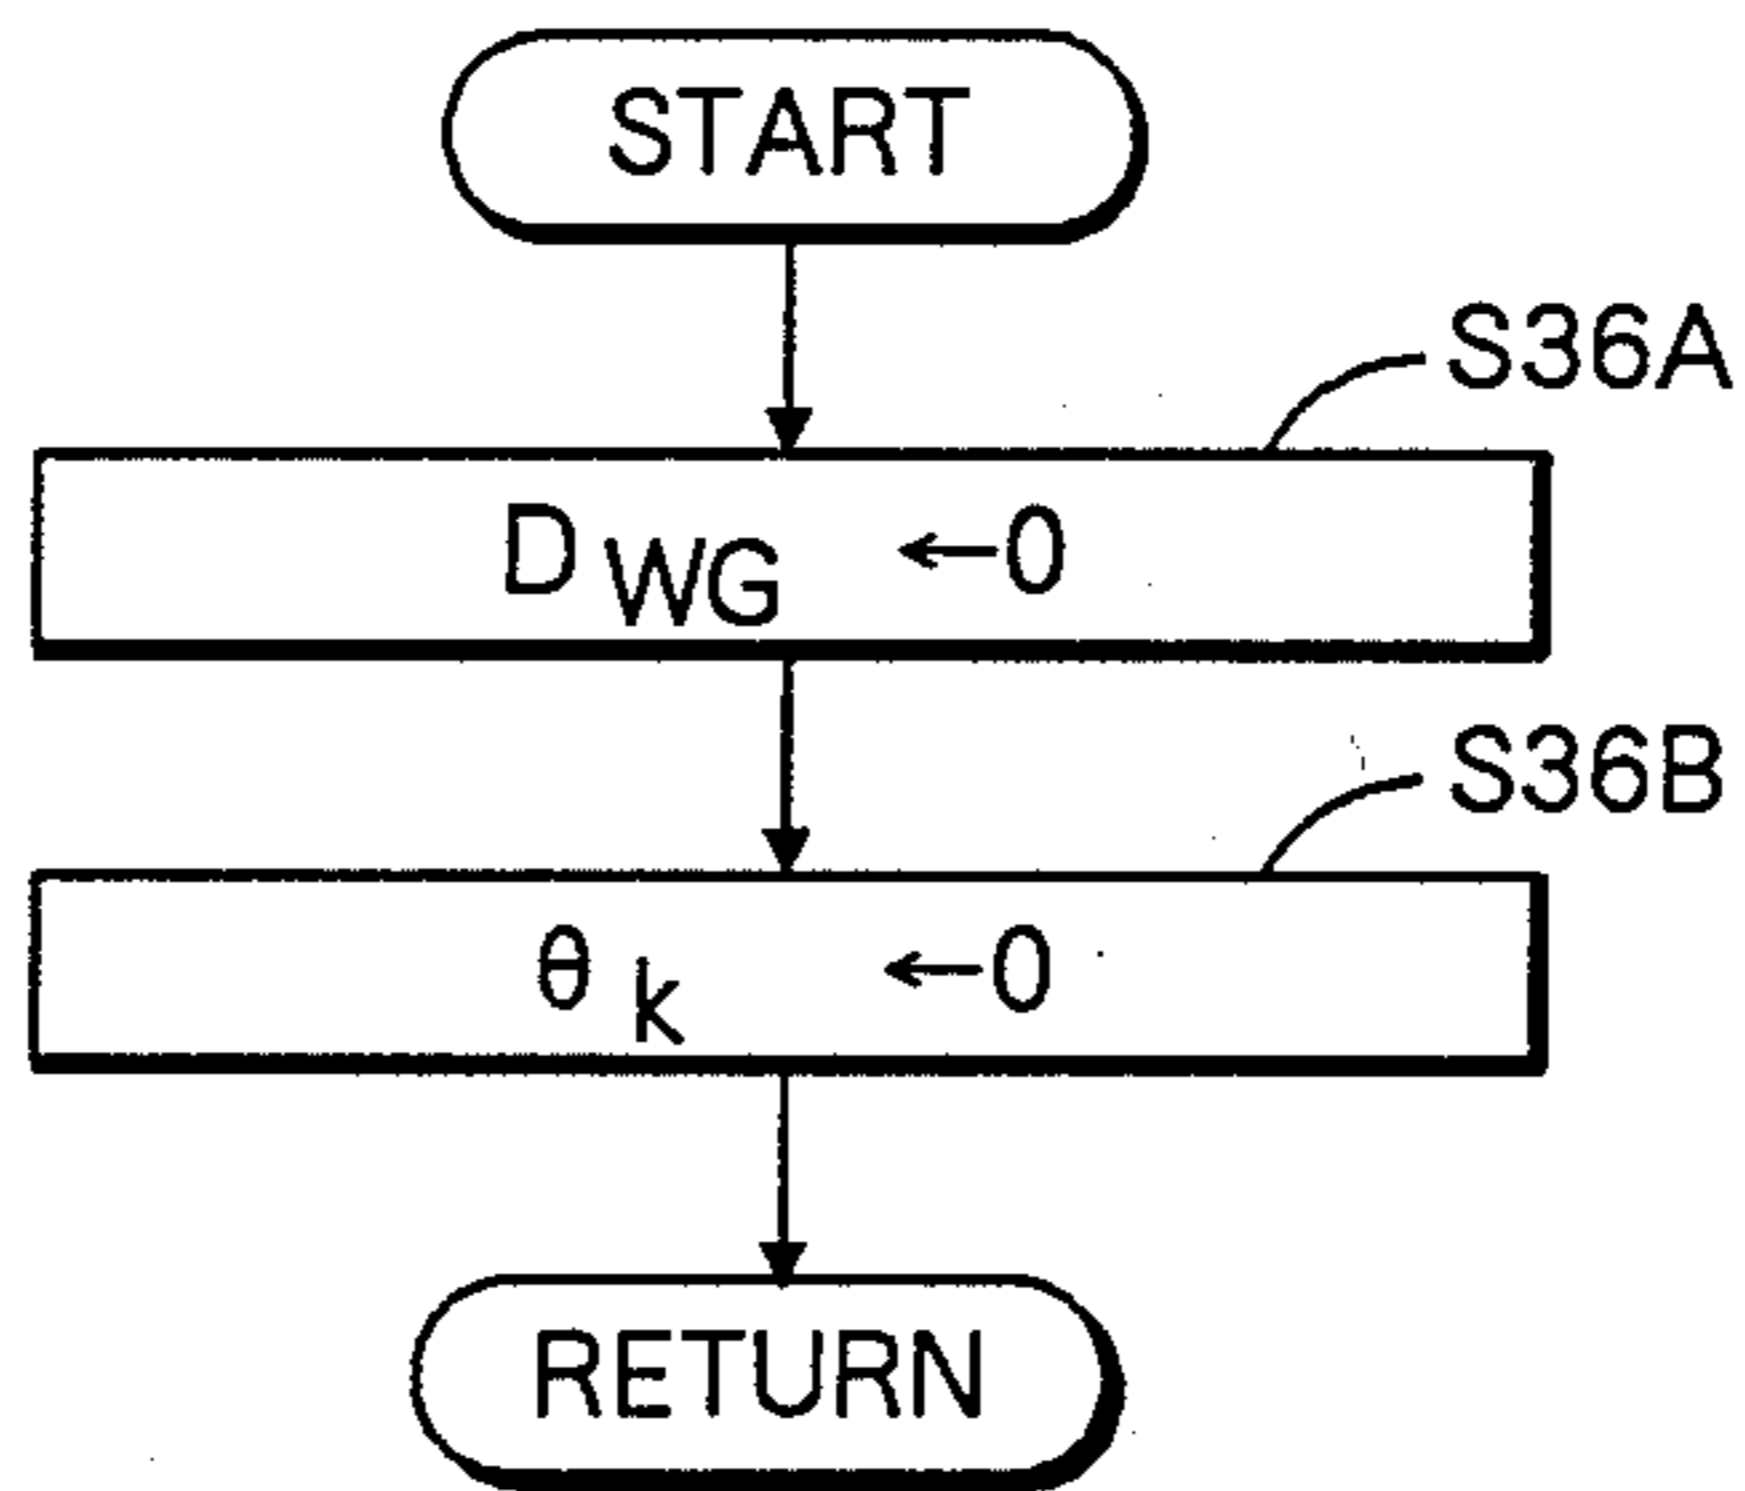 START
S36A
D WG ←0
S36B
θ k ←0
RETURN